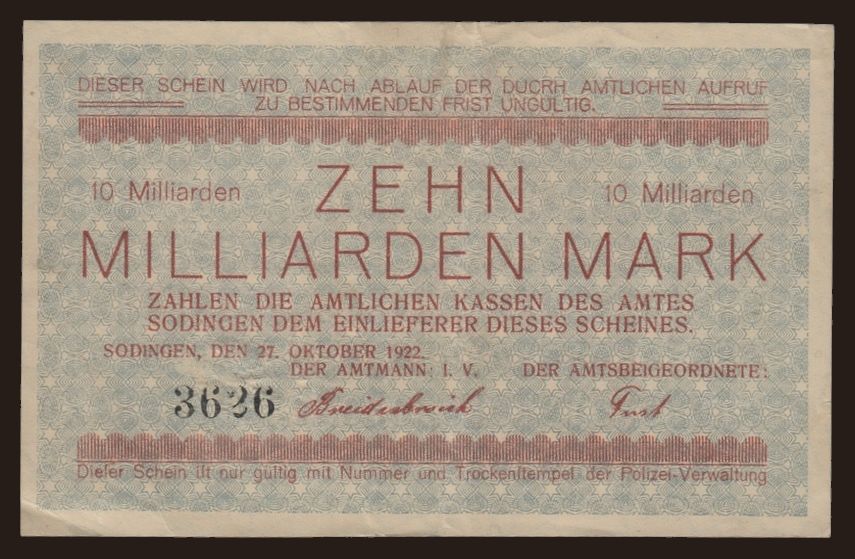 DIESER SCHEIN WIRD NACH ABLAUF DER DUCRH AMTLICHEN AUFRUF
ZU BESTIMMENDEN FRIST UNGÜLTIG.
10 Milliarden ZEHN 10 Milliarden
MILLIARDEN MARK
ZAHLEN DIE AMTLICHEN KASSEN DES AMTES
SODINGEN DEM EINLIEFERER DIESES SCHEINES.
SODINGEN, DEN 27. OKTOBER 1922.
DER AMTMANN: I. V. DER AMTSBEIGEORDNETE:
3626
Dieſer Schein iſt nur gültig mit Nummer und Trockenſtempel der Polizei-Verwaltung